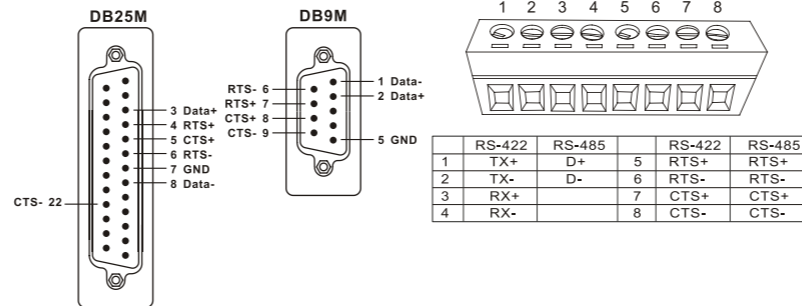 DB25M
3 Data+
4 RTS+
5 CTS+
6 RTS-
7 GND
8 Data-
CTS- 22
DB9M
RTS- 6
RTS+ 7
CTS+ 8
CTS- 9
1 Data-
2 Data+
5 GND
1 2 3 4 5 6 7 8
RS-422 RS-485 RS-422 RS-485
1 TX+ D+ 5 RTS+ RTS+
2 TX- D- 6 RTS- RTS-
3 RX+ 7 CTS+ CTS+
4 RX- 8 CTS- CTS-